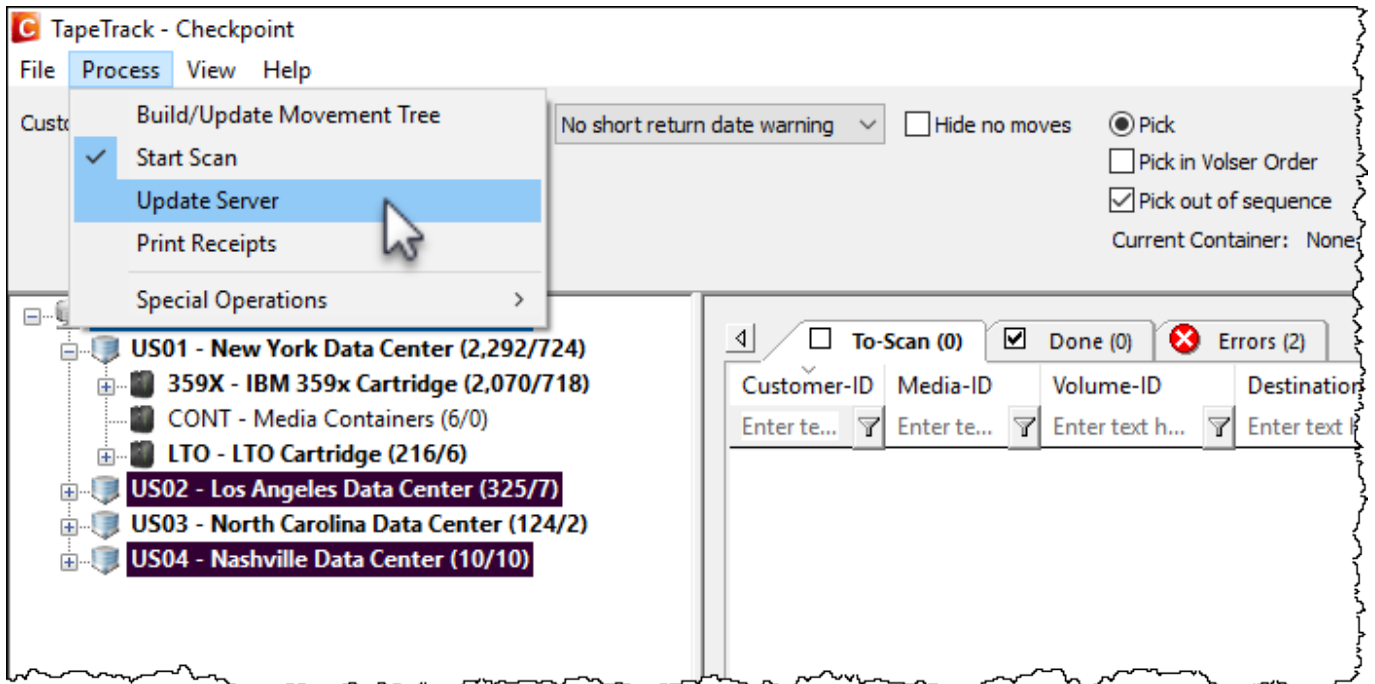 TapeTrack - Checkpoint
File Process View Help
Build/Update Movement Tree
Start Scan
Update Server
Print Receipts
Special Operations
No short return date warning
Hide no moves
Pick
Pick in Volser Order
Pick out of sequence
Current Container: None
US01 - New York Data Center (2,292/724)
359X - IBM 359x Cartridge (2,070/718)
CONT - Media Containers (6/0)
LTO - LTO Cartridge (216/6)
US02 - Los Angeles Data Center (325/7)
US03 - North Carolina Data Center (124/2)
US04 - Nashville Data Center (10/10)
To-Scan (0) Done (0) Errors (2)
Customer-ID Media-ID Volume-ID Destination
Enter te... Enter te... Enter text h... Enter text